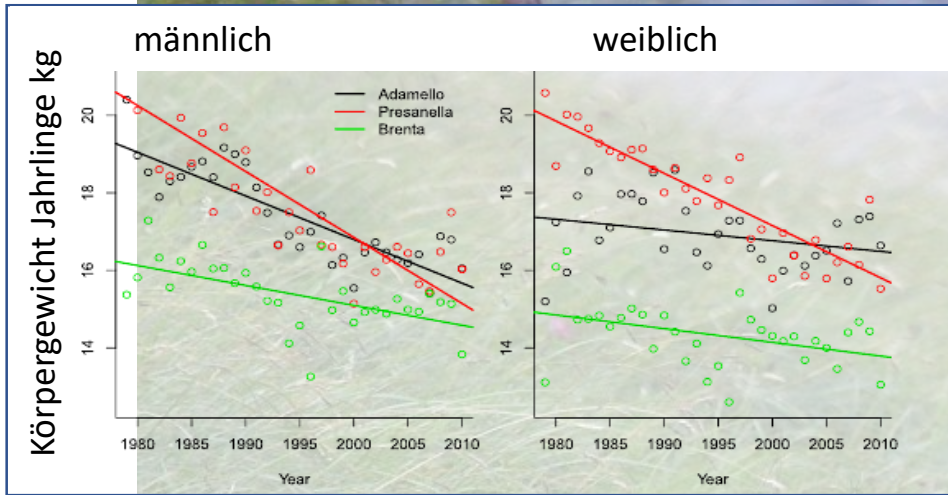 männlich
weiblich
Körpergewicht Jahrlinge kg
Adamello
Presanella
Brenta
20
18
16
14
1980 1985 1990 1995 2000 2005 2010
Year
20
18
16
14
1980 1985 1990 1995 2000 2005 2010
Year